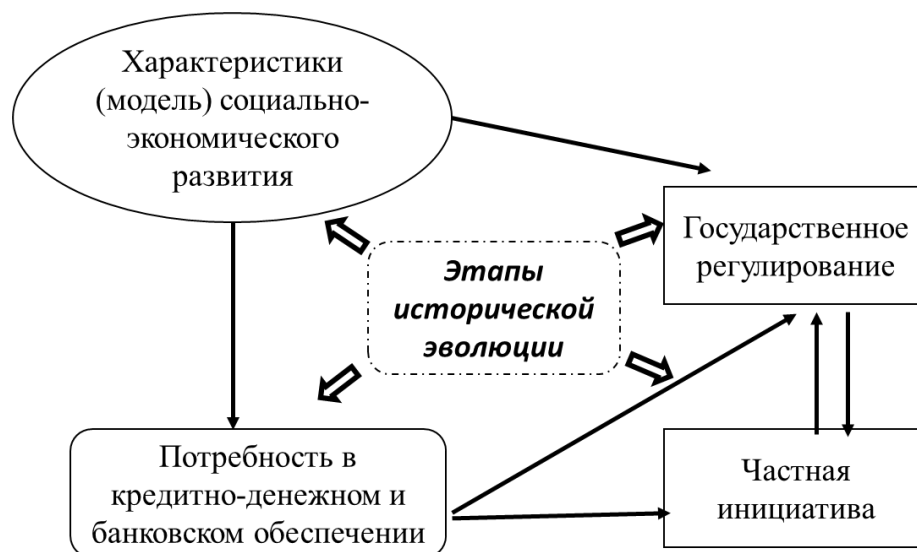 Характеристики
(модель) социально-
экономического
развития
Государственное
регулирование
Этапы
исторической
эволюции
Потребность в
кредитно-денежном и
банковском обеспечении
Частная
инициатива